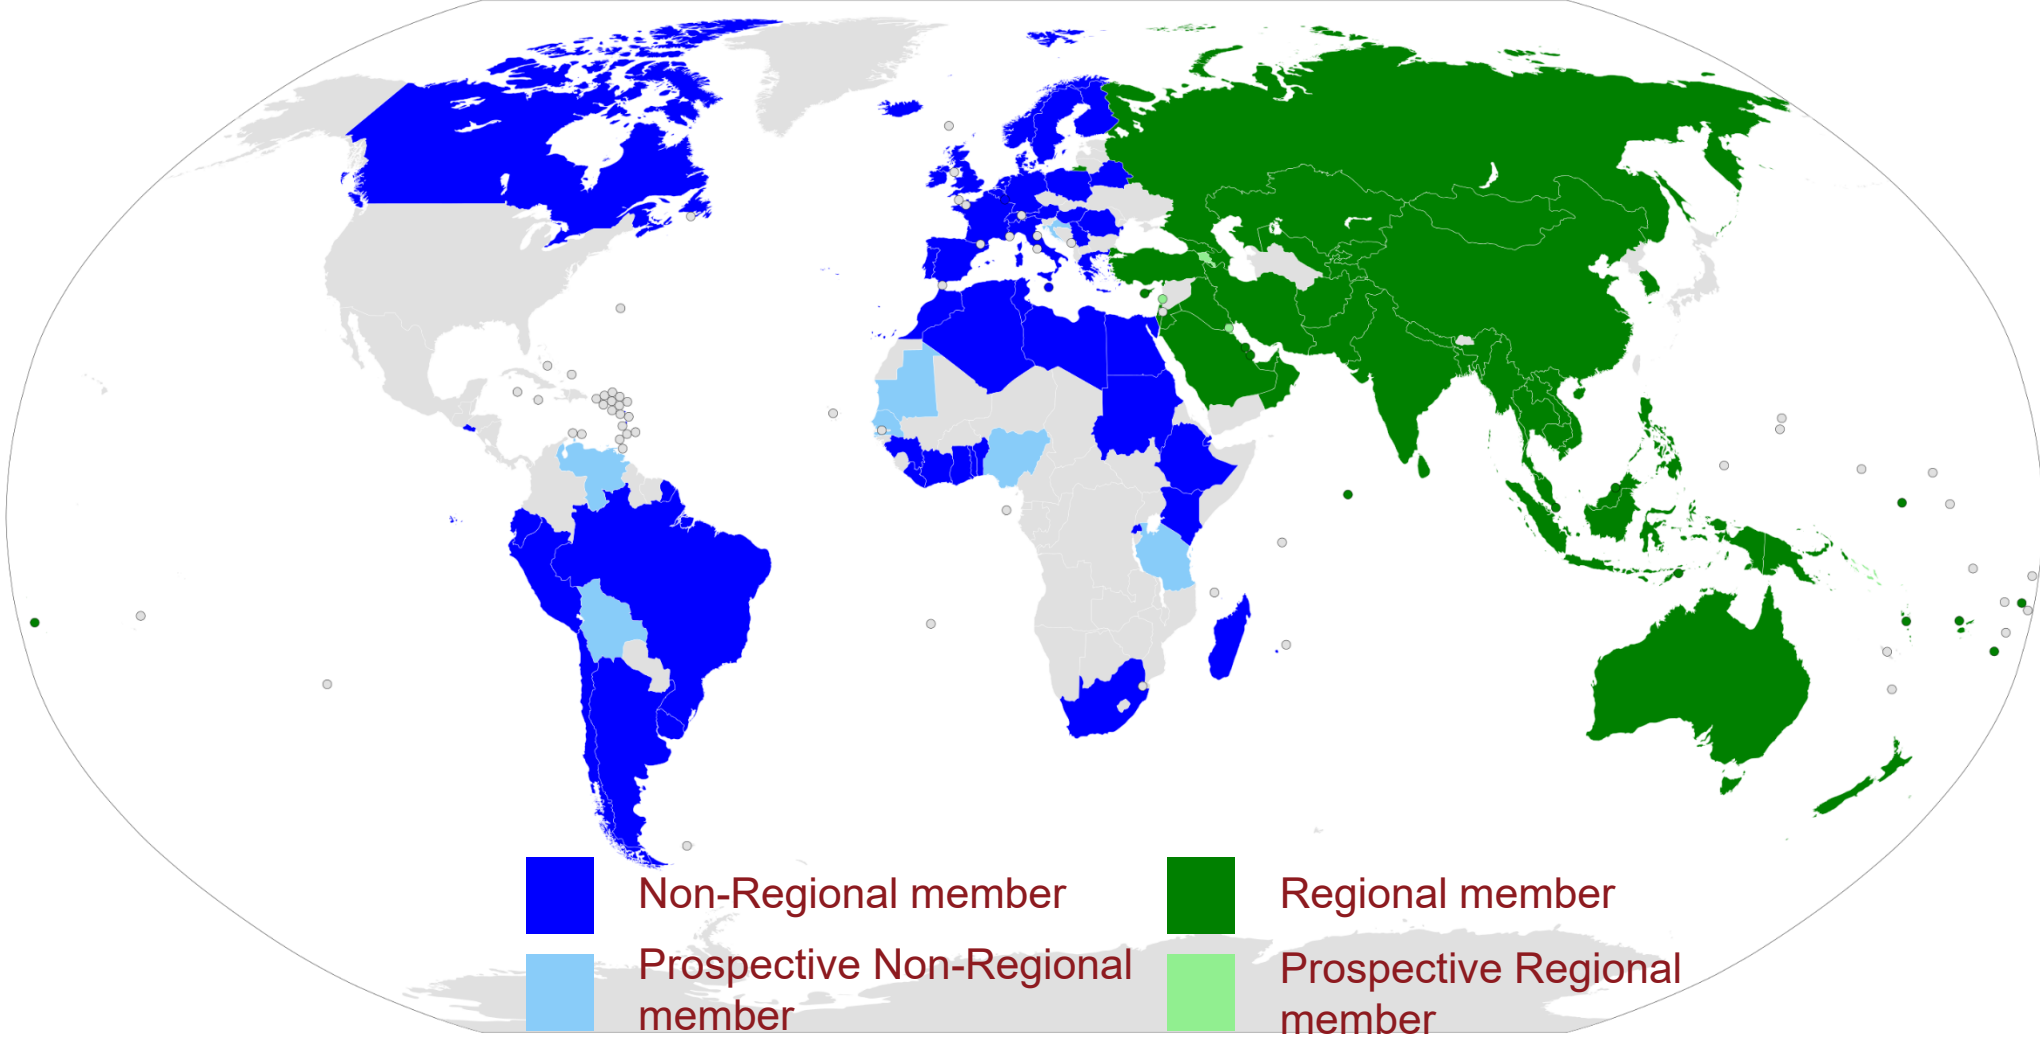 Non-Regional member
Regional member
Prospective Non-Regional
member
Prospective Regional
member